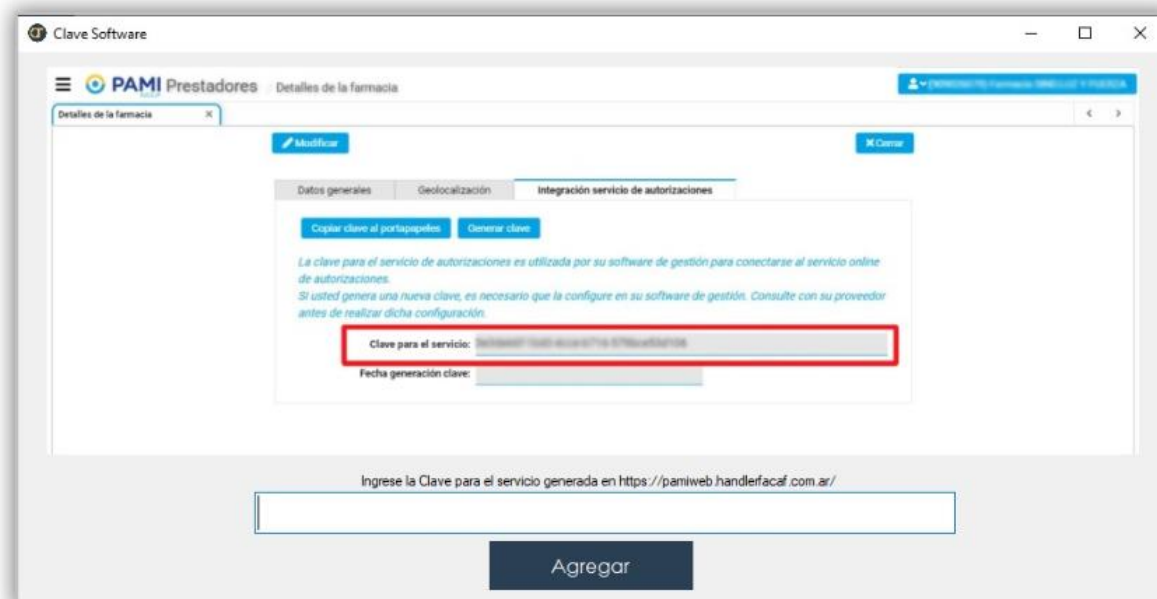 Clave Software
PAMI Prestadores Detalles de la farmacia
Detalles de la farmacia
Modificar
Cerrar
Datos generales Geolocalización Integración servicio de autorizaciones
Copiar clave al portapapeles Generar clave
La clave para el servicio de autorizaciones es utilizada por su software de gestión para conectarse al servicio online
de autorizaciones.
Si usted genera una nueva clave, es necesario que la configure en su software de gestión. Consulte con su proveedor
antes de realizar dicha configuración.
Clave para el servicio:
Fecha generación clave:
Ingrese la Clave para el servicio generada en https://pamiweb.handlerfacaf.com.ar/
Agregar